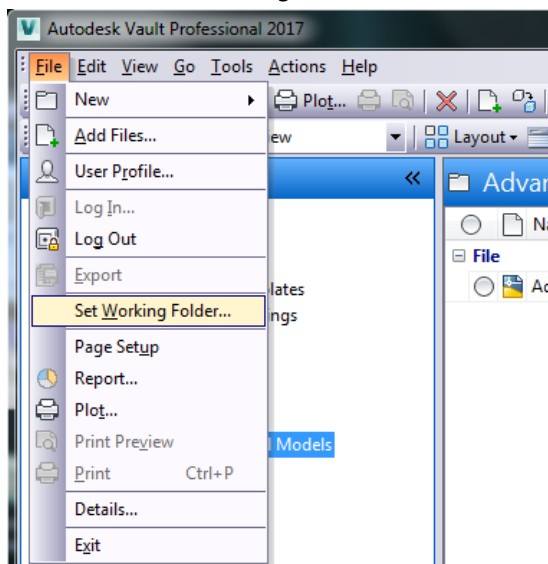 Autodesk Vault Professional 2017
File Edit View Go Tools Actions Help
New Plot...
Add Files... ew Layout
User Profile... Advar
Log In... Na
Log Out File
Export lates
Set Working Folder... ngs
Page Setup
Report...
Plot...
Print Preview l Models
Print Ctrl+P
Details...
Exit